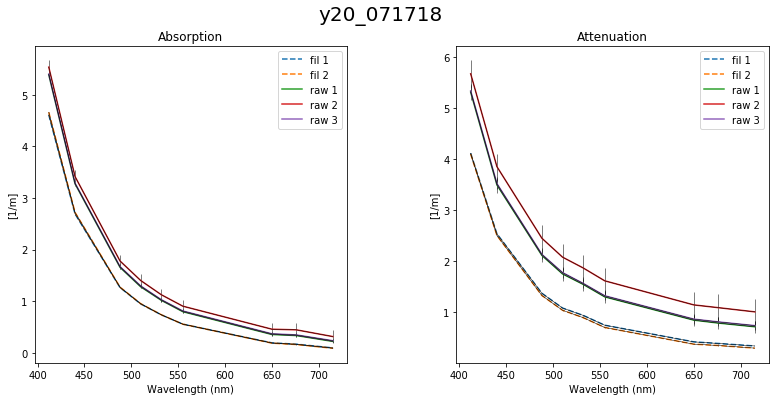 y20_071718
Absorption
5
4
3
2
1
0
[1/m]
400 450 500 550 600 650 700
Wavelength (nm)
fil 1
fil 2
raw 1
raw 2
raw 3
Attenuation
6
5
4
3
2
1
[1/m]
400 450 500 550 600 650 700
Wavelength (nm)
fil 1
fil 2
raw 1
raw 2
raw 3